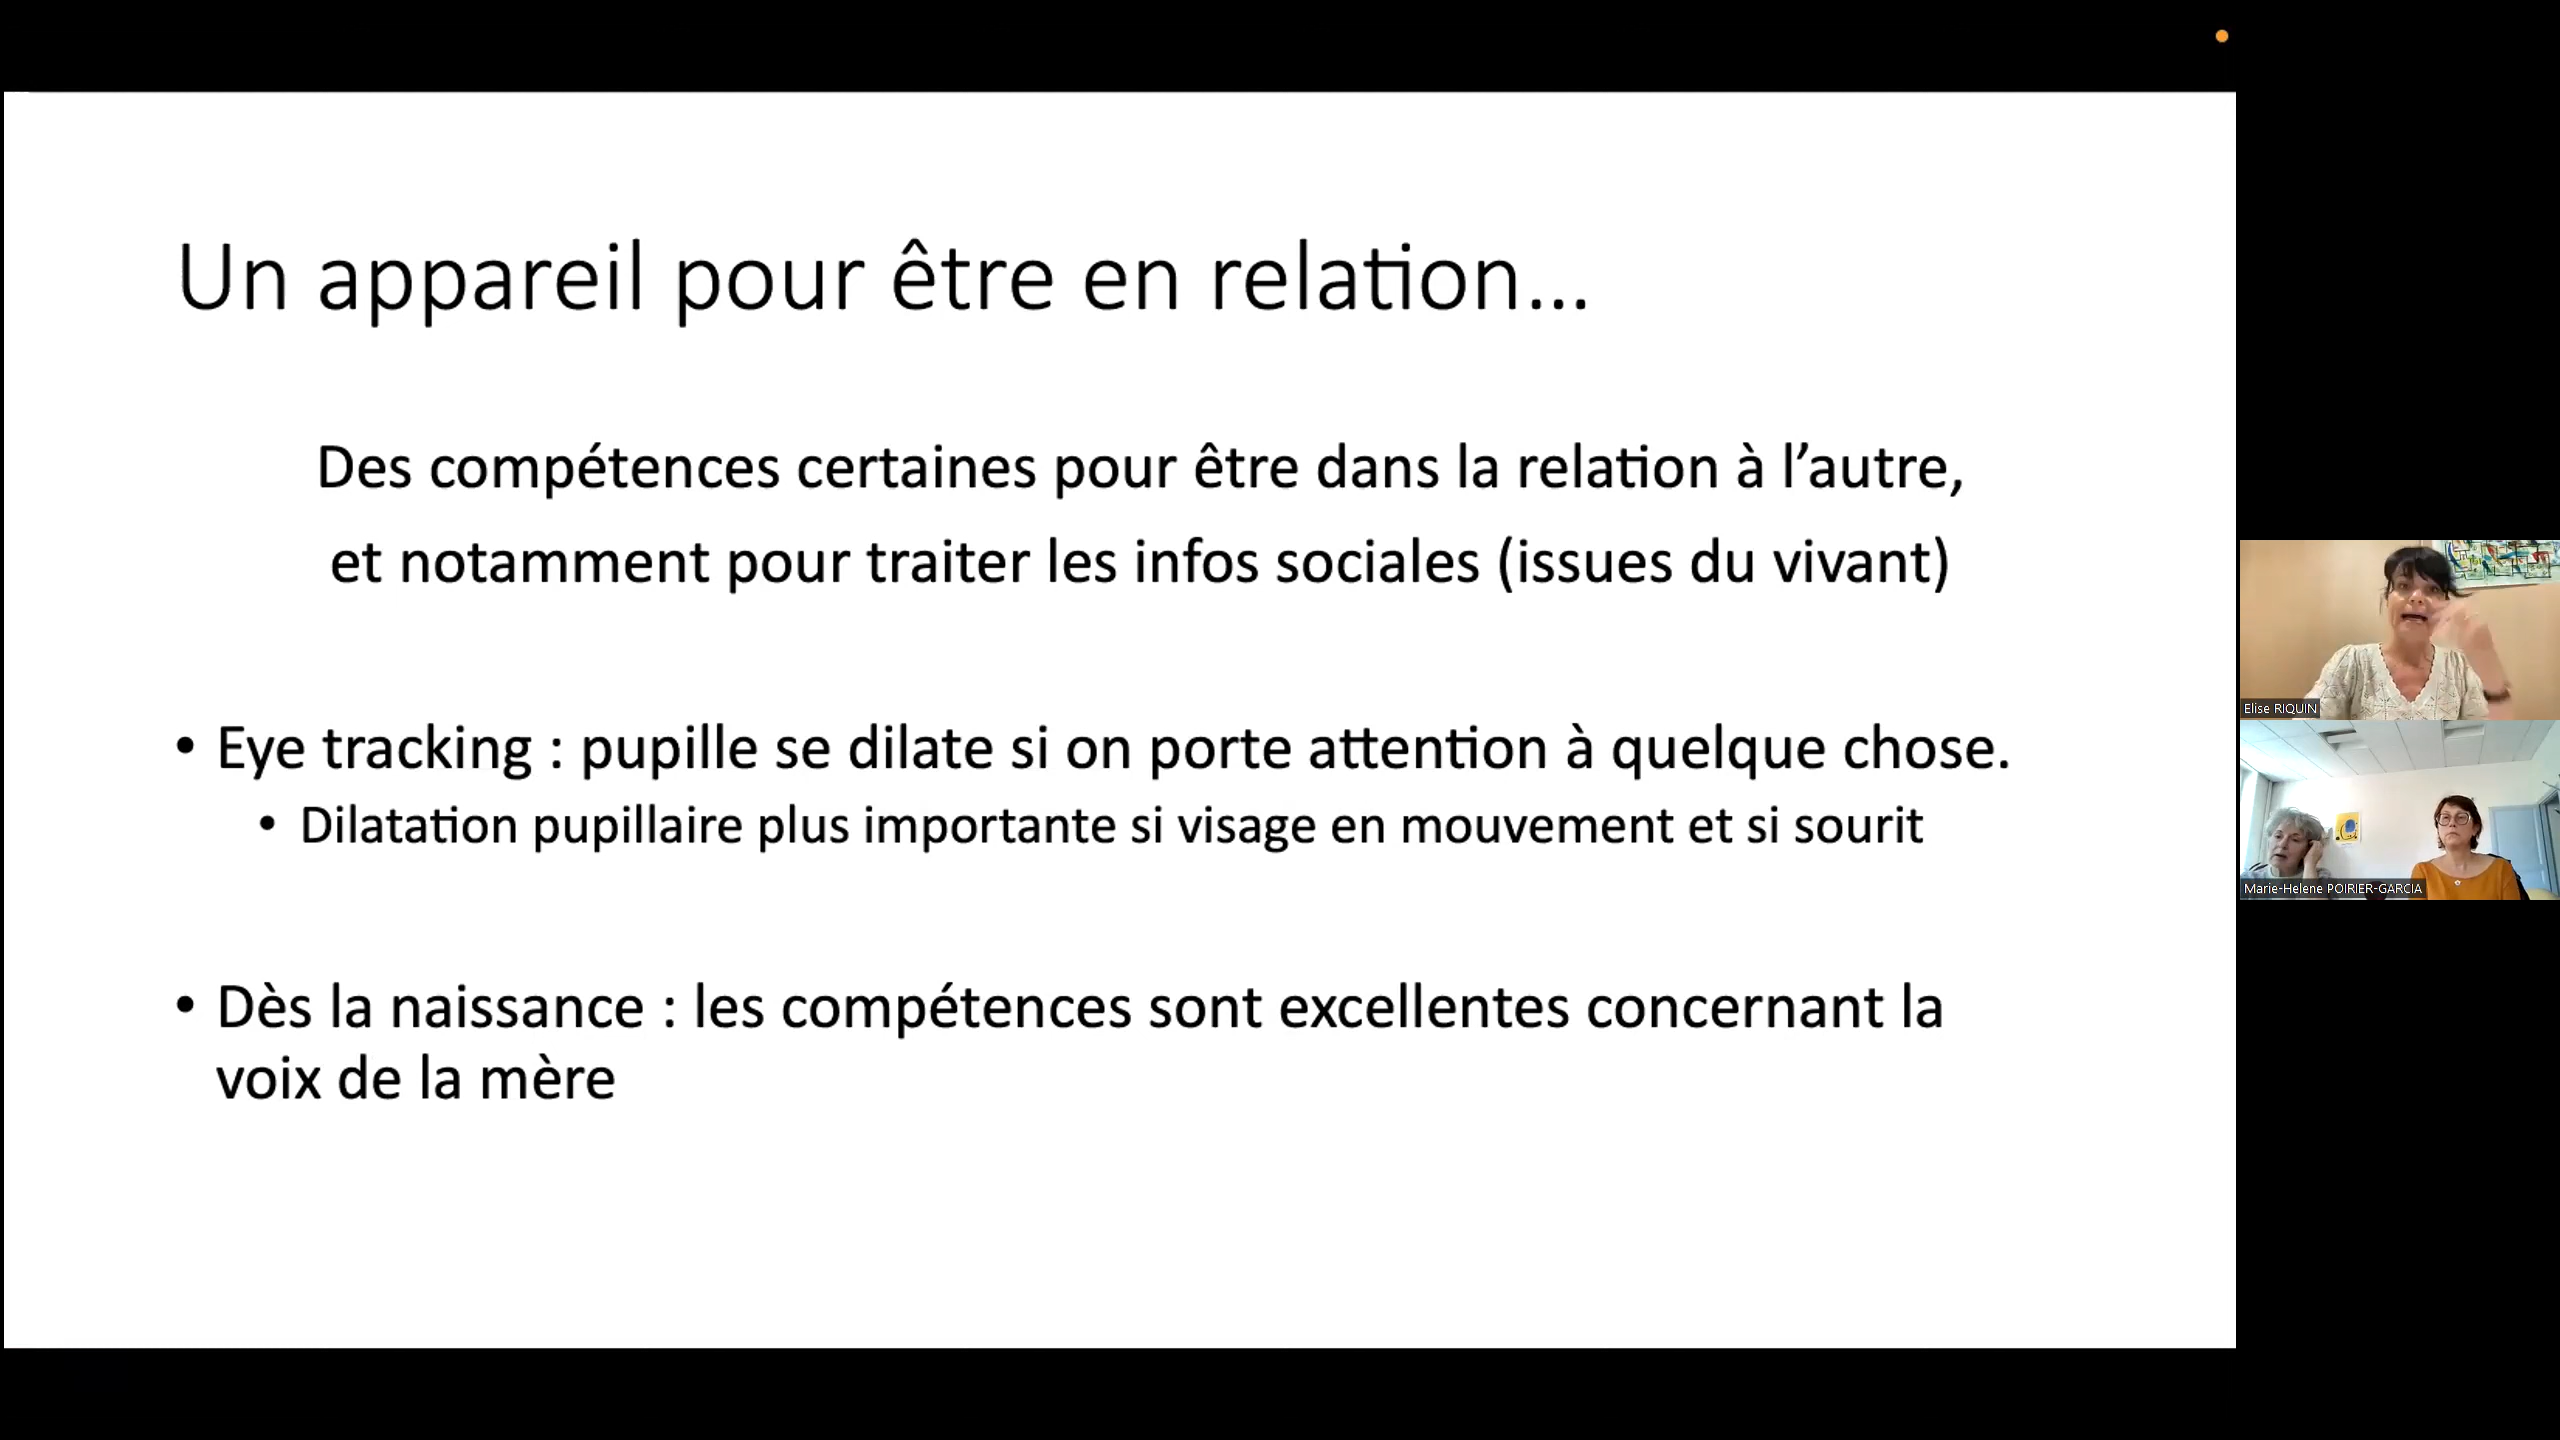 Un appareil pour être en relation...
Des compétences certaines pour être dans la relation à l’autre,
et notamment pour traiter les infos sociales (issues du vivant)
• Eye tracking : pupille se dilate si on porte attention à quelque chose.
• Dilatation pupillaire plus importante si visage en mouvement et si sourit
• Dès la naissance : les compétences sont excellentes concernant la
voix de la mère
Elise RIQUIN
Marie-Helene POIRIER-GARCIA